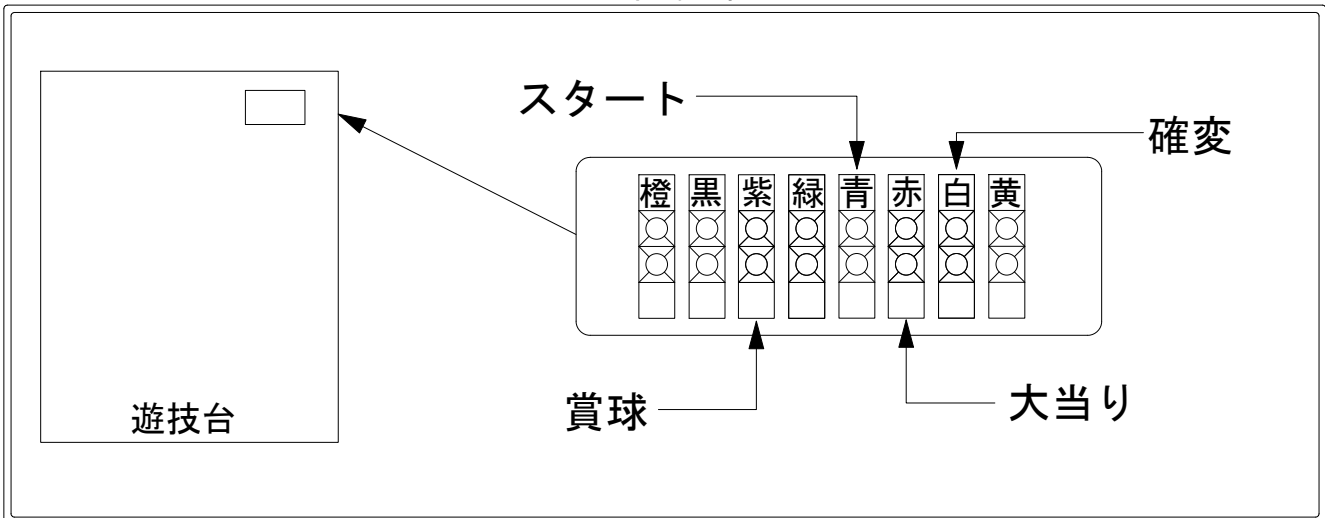 スタート
確変
橙 黒 紫 緑 青 赤 白 黄
賞球
大当り
遊技台